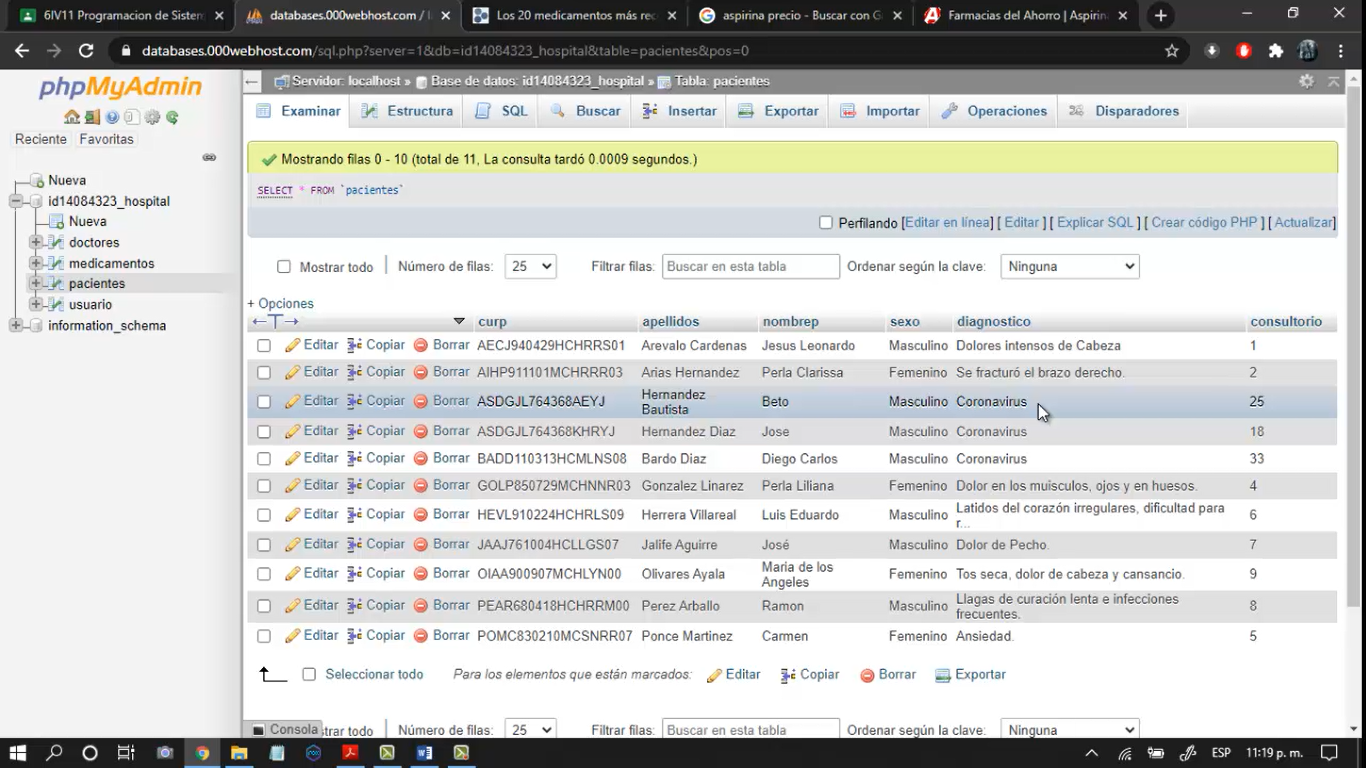 6IV11 Programacion de Sistem
databases.000webhost.com / l
Los 20 medicamentos más rec
aspirina precio - Buscar con G
Farmacias del Ahorro | Aspirina
databases.000webhost.com/sql.php?server=1&db=id14084323_hospital&table=pacientes&pos=0
phpMyAdmin
Reciente Favoritas
Nueva
id14084323_hospital
Nueva
doctores
medicamentos
pacientes
usuario
information_schema
Servidor: localhost » Base de datos: id14084323_hospital » Tabla: pacientes
Examinar Estructura SQL Buscar Insertar Exportar Importar Operaciones Disparadores
Mostrando filas 0 - 10 (total de 11, La consulta tardó 0.0009 segundos.)
SELECT * FROM `pacientes`
Perfilando [Editar en línea] [ Editar ] [ Explicar SQL ] [ Crear código PHP ] [ Actualizar]
Mostrar todo Número de filas: 25 Filtrar filas: Buscar en esta tabla Ordenar según la clave: Ninguna
+ Opciones
curp apellidos nombrep sexo diagnostico consultorio
Editar Copiar Borrar AECJ940429HCHRRS01 Arevalo Cardenas Jesus Leonardo Masculino Dolores intensos de Cabeza 1
Editar Copiar Borrar AIHP911101MCHRRR03 Arias Hernandez Perla Clarissa Femenino Se fracturó el brazo derecho. 2
Editar Copiar Borrar ASDGJL764368AEYJ Hernandez Bautista Beto Masculino Coronavirus 25
Editar Copiar Borrar ASDGJL764368KHRYJ Hernandez Diaz Jose Masculino Coronavirus 18
Editar Copiar Borrar BADD110313HCMLNS08 Bardo Diaz Diego Carlos Masculino Coronavirus 33
Editar Copiar Borrar GOLP850729MCHNNR03 Gonzalez Linarez Perla Liliana Femenino Dolor en los muisculos, ojos y en huesos. 4
Editar Copiar Borrar HEVL910224HCHRLS09 Herrera Villareal Luis Eduardo Masculino Latidos del corazón irregulares, dificultad para r... 6
Editar Copiar Borrar JAAJ761004HCLLGS07 Jalife Aguirre José Masculino Dolor de Pecho. 7
Editar Copiar Borrar OIAA900907MCHLYN00 Olivares Ayala Maria de los Angeles Femenino Tos seca, dolor de cabeza y cansancio. 9
Editar Copiar Borrar PEAR680418HCHRRM00 Perez Arballo Ramon Masculino Llagas de curación lenta e infecciones frecuentes. 8
Editar Copiar Borrar POMC830210MCSNRR07 Ponce Martinez Carmen Femenino Ansiedad. 5
Seleccionar todo Para los elementos que están marcados: Editar Copiar Borrar Exportar
Consola strar todo Número de filas: 25 Filtrar filas: Buscar en esta tabla Ordenar según la clave: Ninguna
ESP 11:19 p. m.